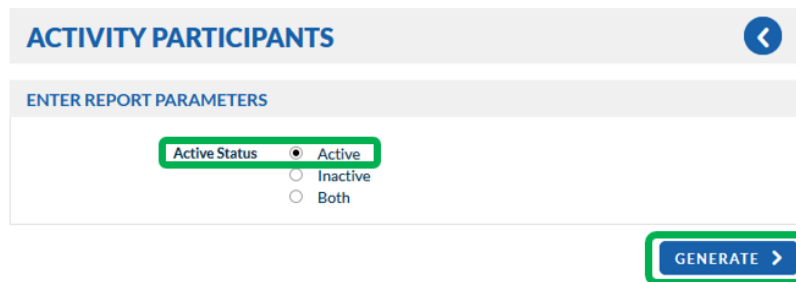 ACTIVITY PARTICIPANTS
ENTER REPORT PARAMETERS
Active Status Active
Inactive
Both
GENERATE